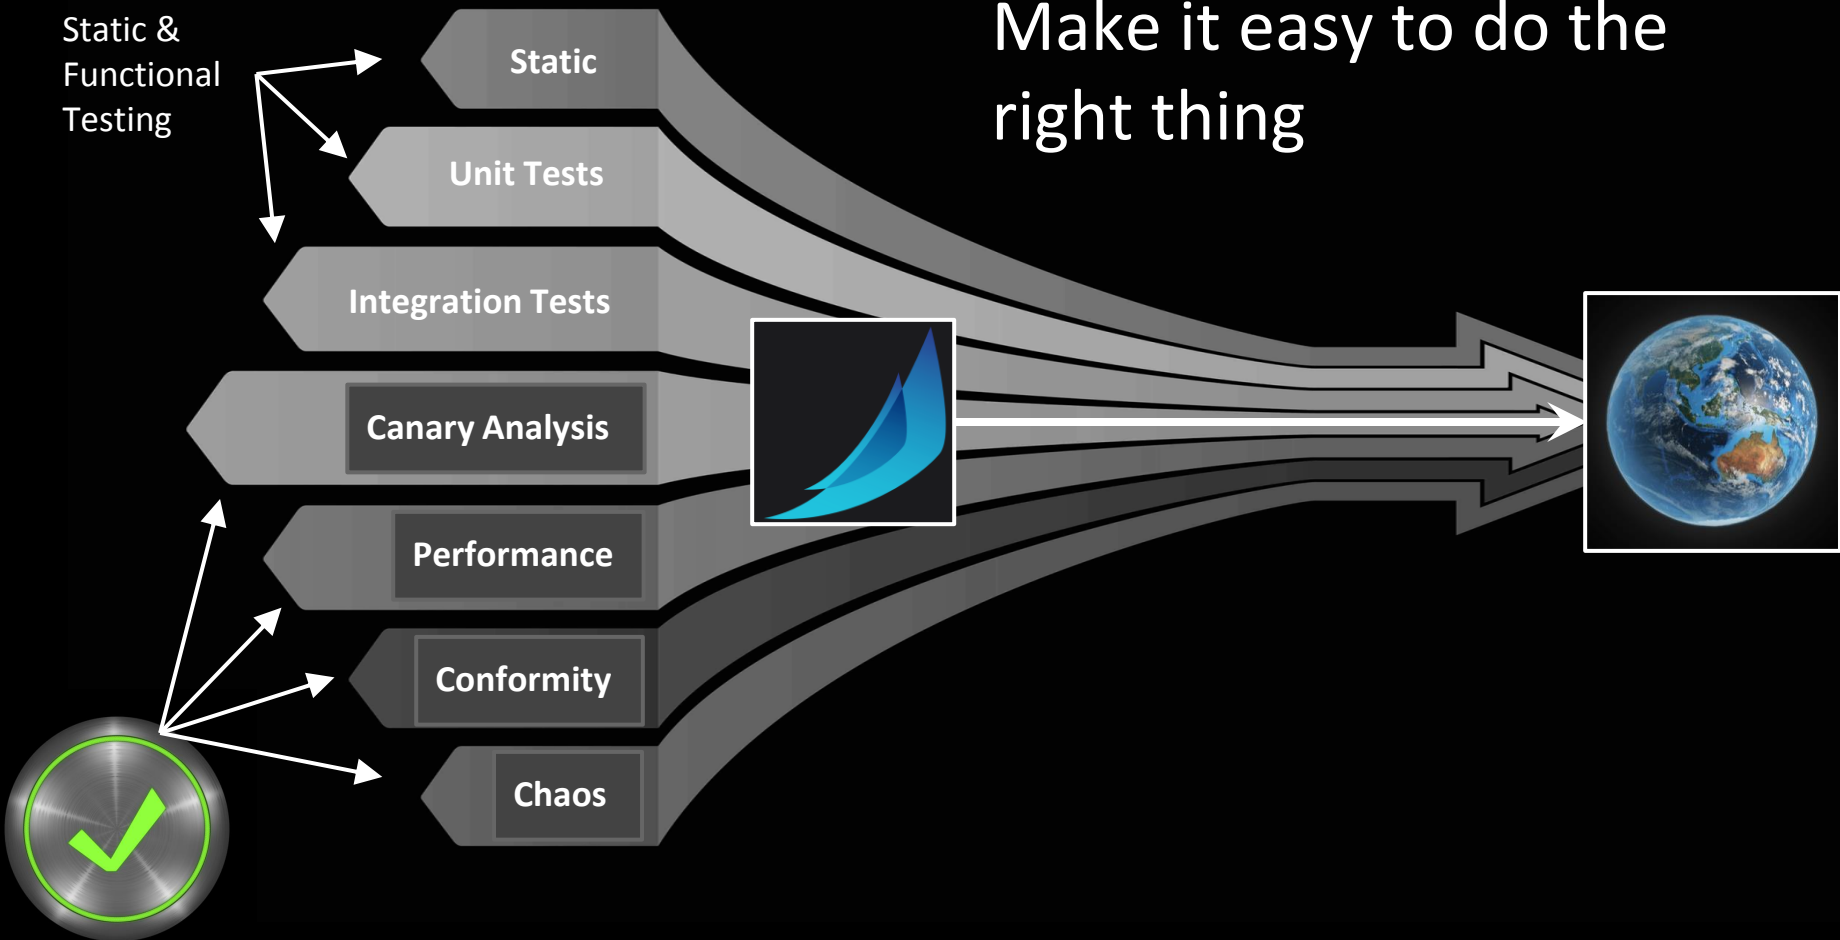 Static &
Functional
Testing
Make it easy to do the
right thing
Static
Unit Tests
Integration Tests
Canary Analysis
Performance
Conformity
Chaos